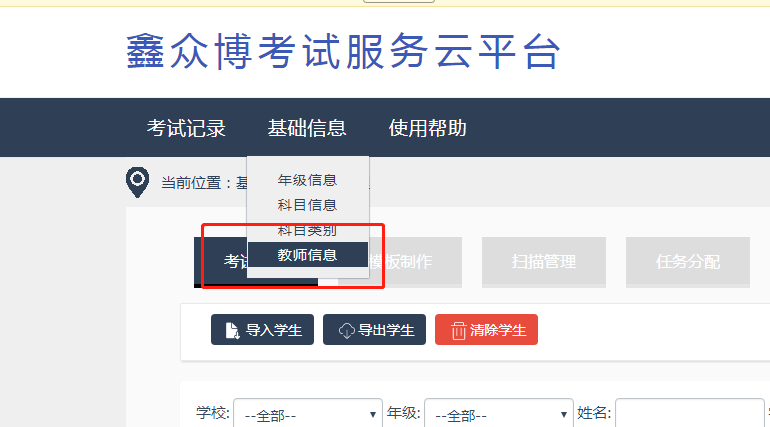 鑫众博考试服务云平台
考试记录 基础信息 使用帮助
当前位置：基
年级信息
科目信息
科目类别
教师信息
考试
模板制作 扫描管理 任务分配
导入学生 导出学生 清除学生
学校: --全部-- 年级: --全部-- 姓名: